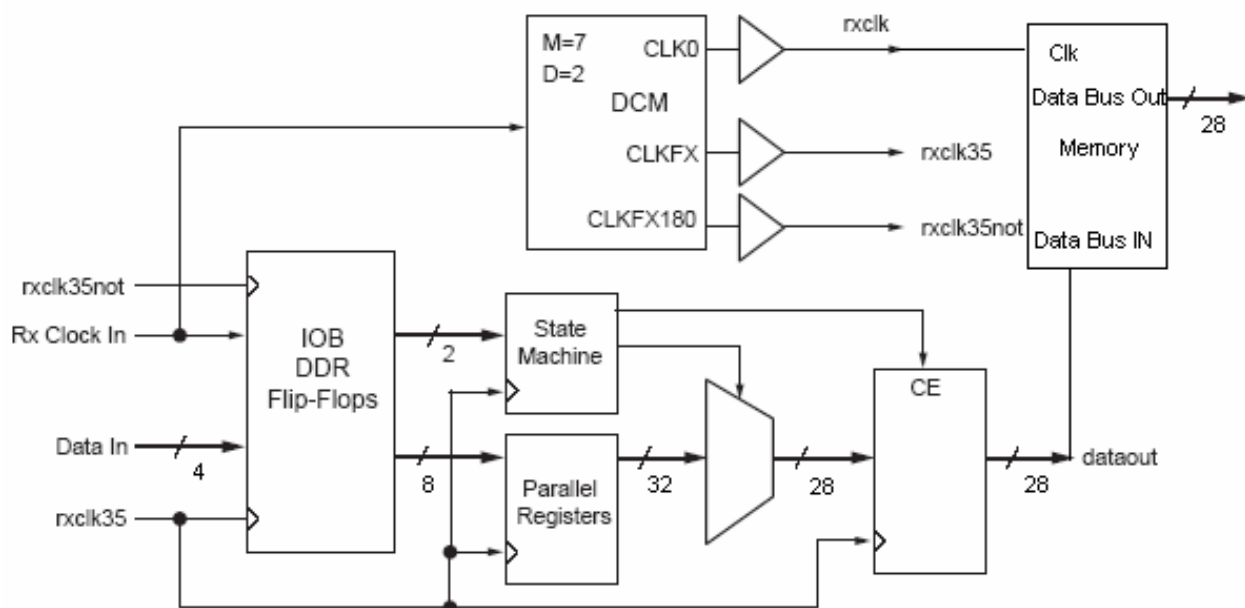 M=7
D=2
DCM
CLK0
CLKFX
CLKFX180
rxclk
rxclk35
rxclk35not
Clk
Data Bus Out
Memory
Data Bus IN
28
rxclk35not
Rx Clock In
Data In
4
rxclk35
IOB
DDR
Flip-Flops
2
8
State
Machine
Parallel
Registers
32
28
CE
28
dataout